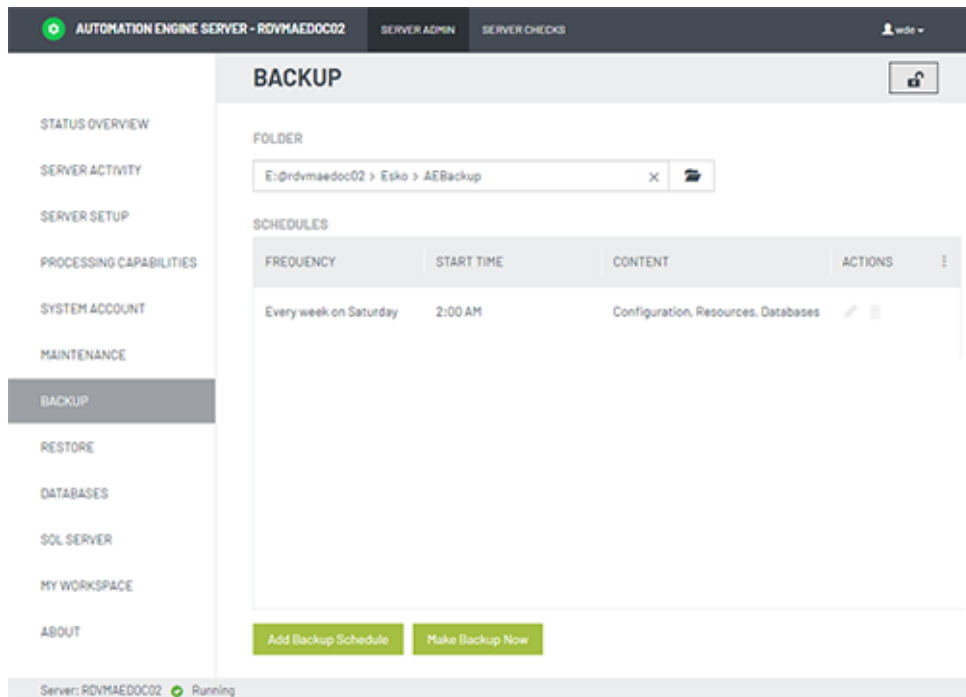 AUTOMATION ENGINE SERVER - RDVMAEDOC02 SERVER ADMIN SERVER CHECKS wde
BACKUP
STATUS OVERVIEW
SERVER ACTIVITY
SERVER SETUP
PROCESSING CAPABILITIES
SYSTEM ACCOUNT
MAINTENANCE
BACKUP
RESTORE
DATABASES
SQL SERVER
MY WORKSPACE
ABOUT
FOLDER
E:@rdvmaedoc02 > Esko > AEBackup
SCHEDULES
FREQUENCY START TIME CONTENT ACTIONS
Every week on Saturday 2:00 AM Configuration, Resources, Databases
Add Backup Schedule Make Backup Now
Server: RDVMAEDOC02 Running